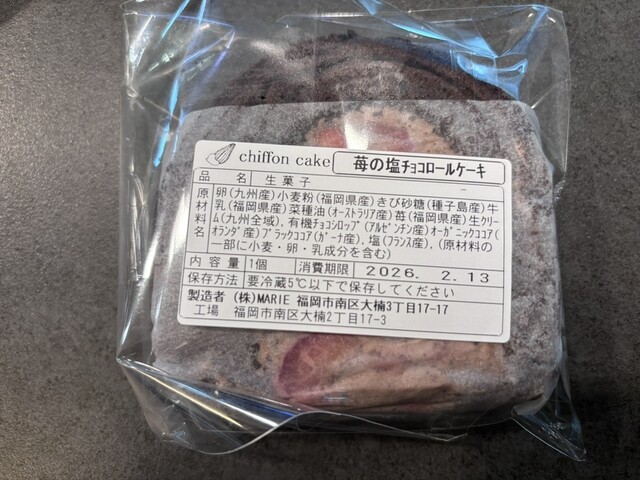 chiffon cake 苺の塩ﾁｮｺﾛｰﾙｹｰｷ
品名 生菓子
原材料名 卵(九州産)小麦粉(福岡県産)きび砂糖(種子島産)牛
乳(福岡県産)菜種油(ｵｰｽﾄﾗﾘｱ産)苺(福岡県産)生クリー
ム(九州全域), 有機ﾁｮｺｼﾛｯﾌﾟ(ｱﾙｾﾞﾝﾁﾝ産)ｵｰｶﾞﾆｯｸｺｺｱ(
ｵﾗﾝﾀﾞ産)ﾌﾞﾗｯｸｺｺｱ(ｶﾞｰﾅ産), 塩(ﾌﾗﾝｽ産), (原材料の
一部に小麦・卵・乳成分を含む)
内容量 1個 消費期限 2026. 2.13
保存方法 要冷蔵5℃以下で保存してください
製造者 (株)MARIE 福岡市南区大楠3丁目17-17
工場 福岡市南区大楠2丁目17-3